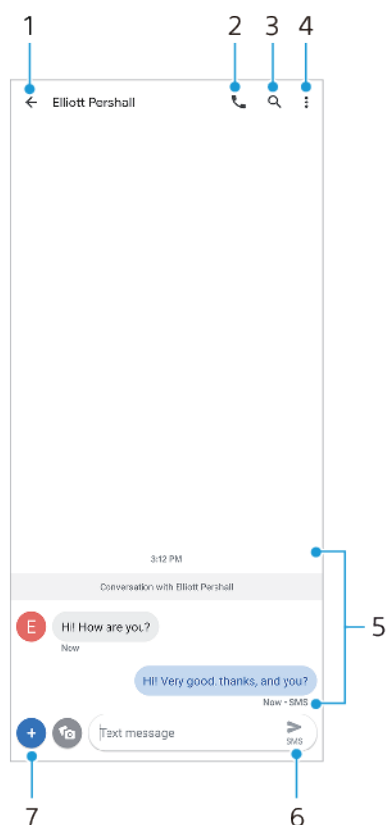 1 2 3 4
Elliott Pershall
3:12 PM
Conversation with Elliott Pershall
5
E Hi! How are you?
Now
Hi! Very good, thanks, and you?
Now • SMS
Text message
SMS
7 6